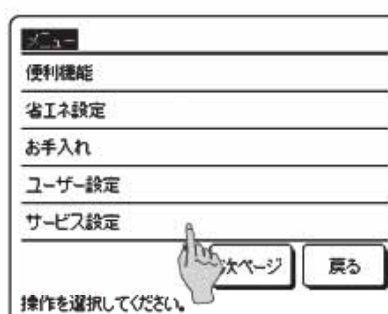 メニュー
便利機能
省エネ設定
お手入れ
ユーザー設定
サービス設定
次ページ 戻る
操作を選択してください。